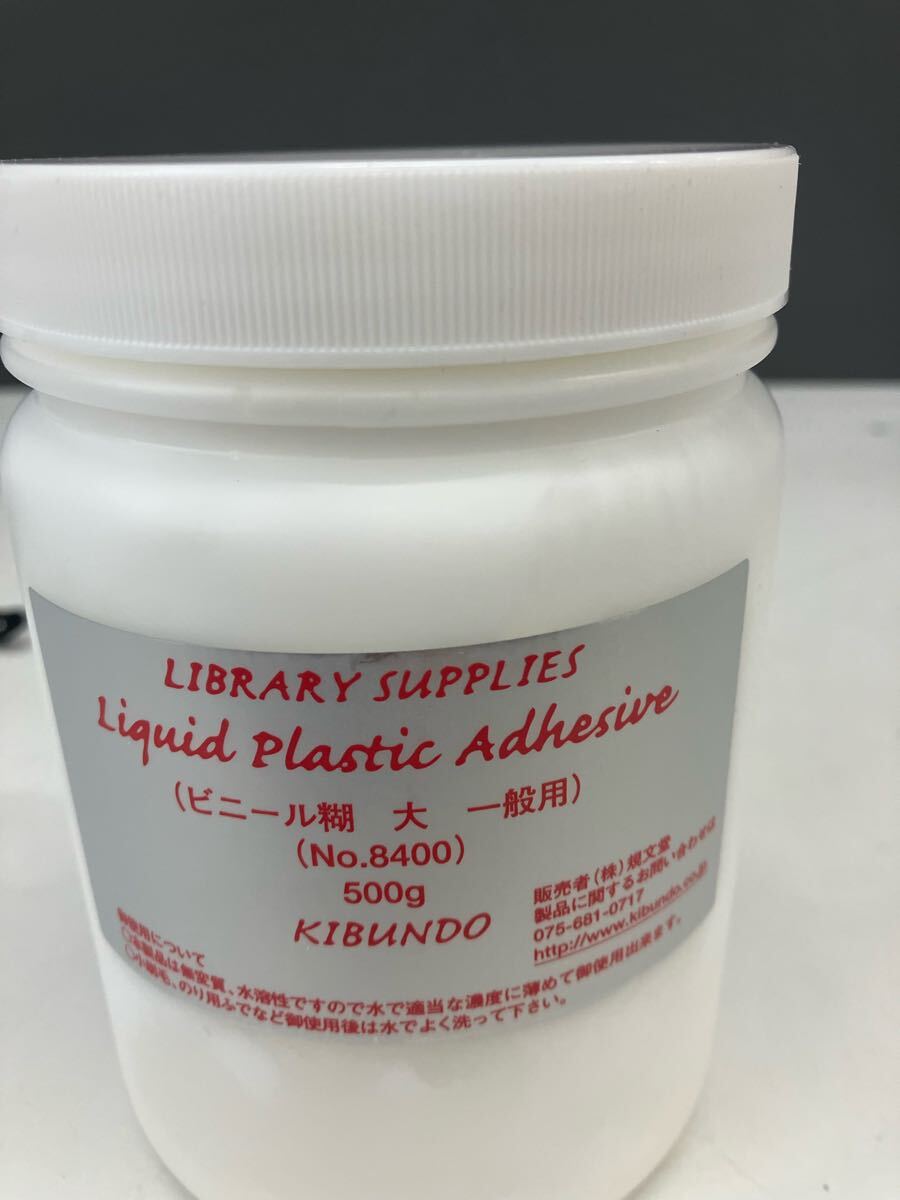 LIBRARY SUPPLIES
Liquid Plastic Adhesive
(ビニール糊 大 一般用)
(No.8400)
500g
KIBUNDO
販売者(株)規文堂
製品に関するお問い合わせは
075-681-0717
http://www.kibundo.co.jp
御使用について
○本製品は無変質、水溶性ですので水で適当な濃度に薄めて御使用出来ます。
○小刷毛、のり用ふでなど御使用後は水でよく洗って下さい。